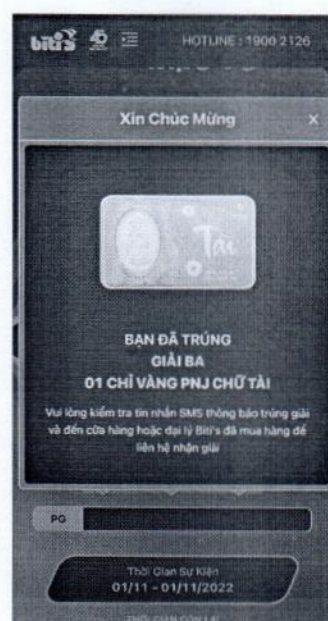 biti's 40 HOTLINE : 1900 2126
Xin Chúc Mừng ×
Tài
BẠN ĐÃ TRÚNG
GIẢI BA
01 CHỈ VÀNG PNJ CHỮ TÀI
Vui lòng kiểm tra tin nhắn SMS thông báo trúng giải
và đến cửa hàng hoặc đại lý Biti's đã mua hàng để
liên hệ nhận giải
PG
Thời Gian Sự Kiện
01/11 - 01/11/2022